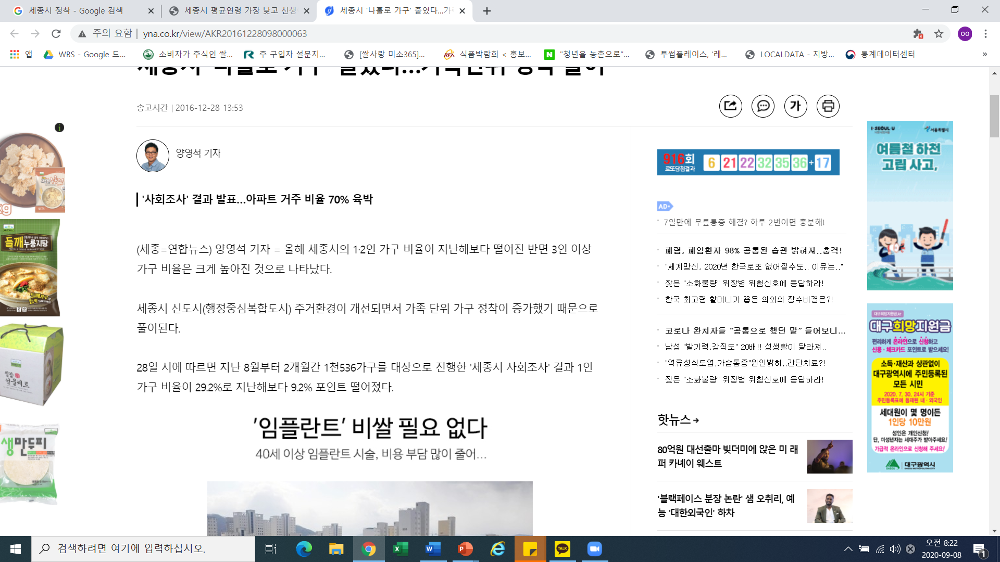 세종시 정착 - Google 검색
세종시 평균연령 가장 낮고 신생
세종시 '나홀로 가구' 줄었다...가족
주의 요함 | yna.co.kr/view/AKR20161228098000063
앱
WBS - Google 드...
소비자가 주식인 쌀...
주 구입자 설문지...
[쌀사랑 미소365]...
식품박람회 < 홍보...
"청년을 농촌으로"...
투썸플레이스, '레...
LOCALDATA - 지방...
통계데이터센터
»
세종시 '나홀로 가구' 줄었다...가족단위 정착 늘어
송고시간 | 2016-12-28 13:53
가
양영석 기자
'사회조사' 결과 발표...아파트 거주 비율 70% 육박
(세종=연합뉴스) 양영석 기자 = 올해 세종시의 1·2인 가구 비율이 지난해보다 떨어진 반면 3인 이상
가구 비율은 크게 높아진 것으로 나타났다.
세종시 신도시(행정중심복합도시) 주거환경이 개선되면서 가족 단위 가구 정착이 증가했기 때문으로
풀이된다.
28일 시에 따르면 지난 8월부터 2개월간 1천536가구를 대상으로 진행한 '세종시 사회조사' 결과 1인
가구 비율이 29.2%로 지난해보다 9.2% 포인트 떨어졌다.
'임플란트' 비쌀 필요 없다
40세 이상 임플란트 시술, 비용 부담 많이 줄어...
들깨
누룽지탕
생만두피
916회
로또당첨결과
6 21 22 32 35 36 + 17
AD
7일만에 무릎통증 해결? 하루 2번이면 충분해!
폐렴, 폐암환자 98% 공통된 습관 밝혀져..충격!
"세계망신, 2020년 한국로또 없어질수도.. 이유는.."
잦은 "소화불량" 위장병 위험신호에 응답하라!
한국 최고령 할머니가 꼽은 의외의 장수비결은?!
코로나 완치자들 "공통으로 했던 말" 들어보니...
남성 "발기력,강직도" 20배!! 성생활이 달라져..
"역류성식도염,가슴통증"원인밝혀..간단치료?!
잦은 "소화불량" 위장병 위험신호에 응답하라!
핫뉴스
80억원 대선출마 빚더미에 앉은 미 래
퍼 카녜이 웨스트
'블랙페이스 분장 논란' 샘 오취리, 예
능 '대한외국인' 하차
I·SEOUL·U
서울특별시
여름철 하천
고립 사고,
대구희망지원금.kr
대구희망지원금
편리하게 온라인으로 신청하고
신용·체크카드 포인트로 받으세요!
소득·재산과 상관없이
대구광역시에 주민등록된
모든 시민
2020. 7. 30. 24시 기준
주민등록표에 등재된 내·외국인
세대원이 몇 명이든
1인당 10만원
성인은 개인신청!
단, 미성년자는 세대주가 받아주세요!
가급적 온라인으로 신청해 주세요!
대구광역시
검색하려면 여기에 입력하십시오.
TALK
오전 8:22
2020-09-08
1